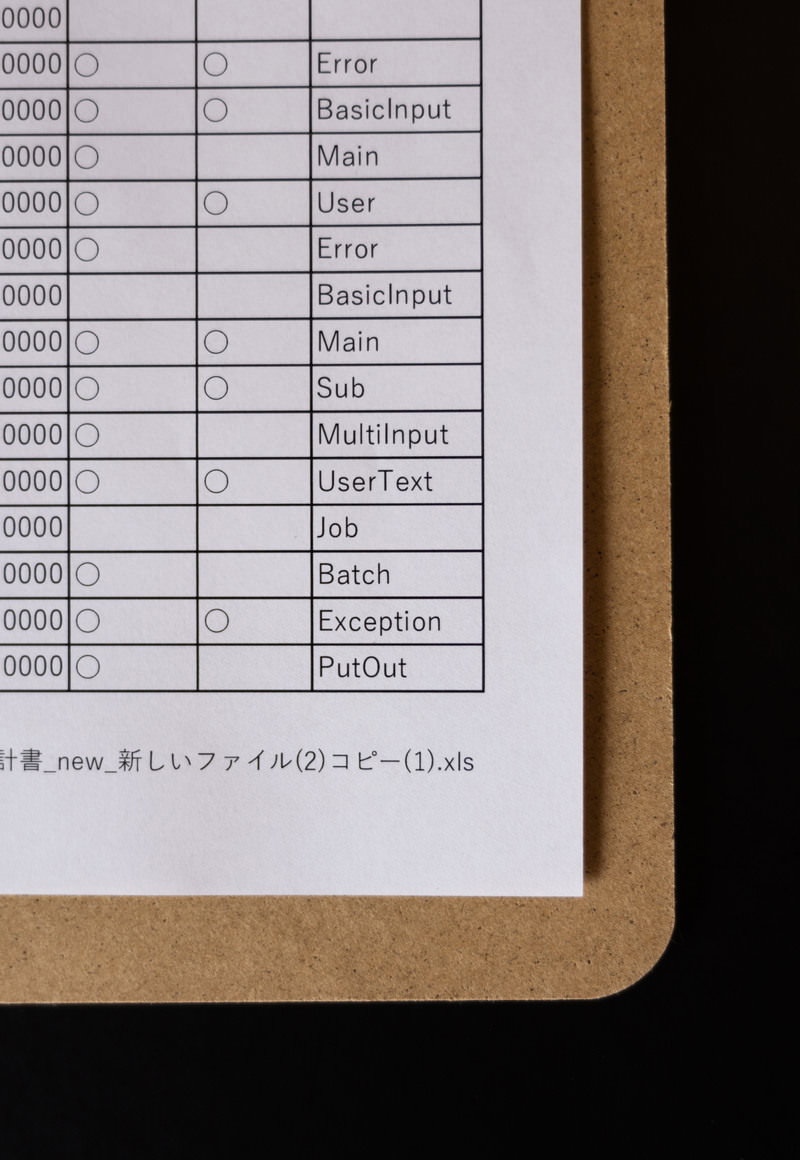 0000
0000 ○ ○ Error
0000 ○ ○ BasicInput
0000 ○ Main
0000 ○ ○ User
0000 ○ Error
0000 BasicInput
0000 ○ ○ Main
0000 ○ ○ Sub
0000 ○ MultiInput
0000 ○ ○ UserText
0000 Job
0000 ○ Batch
0000 ○ ○ Exception
0000 ○ PutOut
計書_new_新しいファイル(2)コピー(1).xls